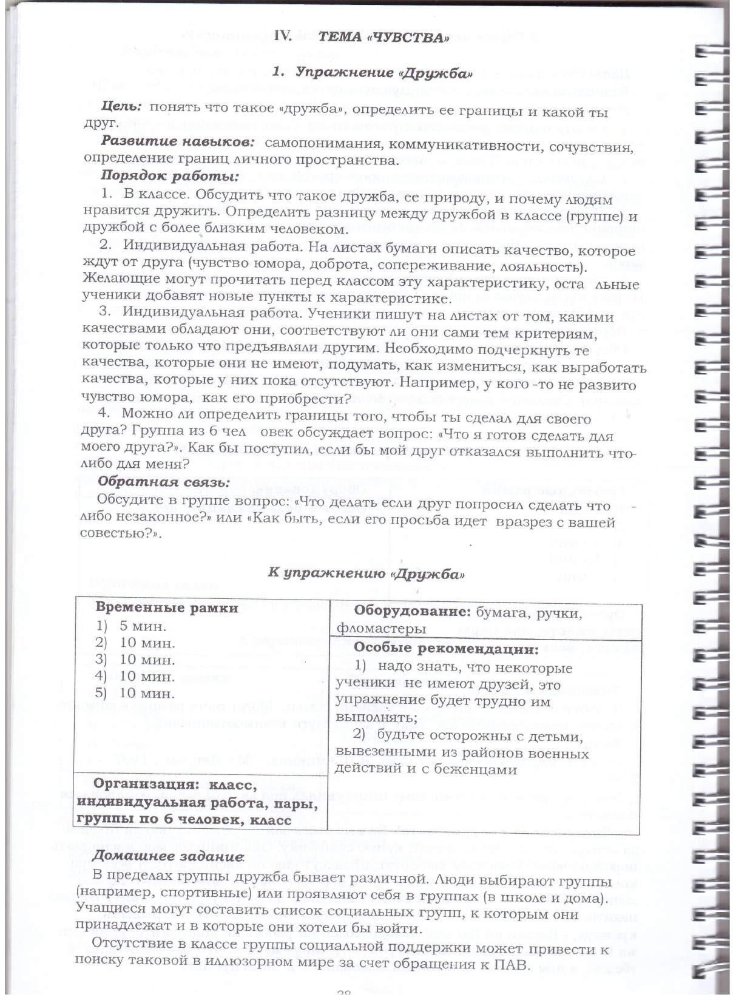 IV. ТЕМА «ЧУВСТВА»
1. Упражнение «Дружба»
Цель: понять что такое «дружба», определить ее границы и какой ты
друг.
Развитие навыков: самопонимания, коммуникативности, сочувствия,
определение границ личного пространства.
Порядок работы:
1. В классе. Обсудить что такое дружба, ее природу, и почему людям
нравится дружить. Определить разницу между дружбой в классе (группе) и
дружбой с более близким человеком.
2. Индивидуальная работа. На листах бумаги описать качество, которое
ждут от друга (чувство юмора, доброта, сопереживание, лояльность).
Желающие могут прочитать перед классом эту характеристику, оста льные
ученики добавят новые пункты к характеристике.
3. Индивидуальная работа. Ученики пишут на листах от том, какими
качествами обладают они, соответствуют ли они сами тем критериям,
которые только что предъявляли другим. Необходимо подчеркнуть те
качества, которые они не имеют, подумать, как измениться, как выработать
качества, которые у них пока отсутствуют. Например, у кого -то не развито
чувство юмора, как его приобрести?
4. Можно ли определить границы того, чтобы ты сделал для своего
друга? Группа из 6 чел овек обсуждает вопрос: «Что я готов сделать для
моего друга?». Как бы поступил, если бы мой друг отказался выполнить что-
либо для меня?
Обратная связь:
Обсудите в группе вопрос: «Что делать если друг попросил сделать что -
либо незаконное?» или «Как быть, если его просьба идет вразрез с вашей
совестью?».
К упражнению «Дружба»
Временные рамки
1) 5 мин.
2) 10 мин.
3) 10 мин.
4) 10 мин.
5) 10 мин.
Организация: класс,
индивидуальная работа, пары,
группы по 6 человек, класс
Оборудование: бумага, ручки,
фломастеры
Особые рекомендации:
1) надо знать, что некоторые
ученики не имеют друзей, это
упражнение будет трудно им
выполнять;
2) будьте осторожны с детьми,
вывезенными из районов военных
действий и с беженцами
Домашнее задание:
В пределах группы дружба бывает различной. Люди выбирают группы
(например, спортивные) или проявляют себя в группах (в школе и дома).
Учащиеся могут составить список социальных групп, к которым они
принадлежат и в которые они хотели бы войти.
Отсутствие в классе группы социальной поддержки может привести к
поиску таковой в иллюзорном мире за счет обращения к ПАВ.